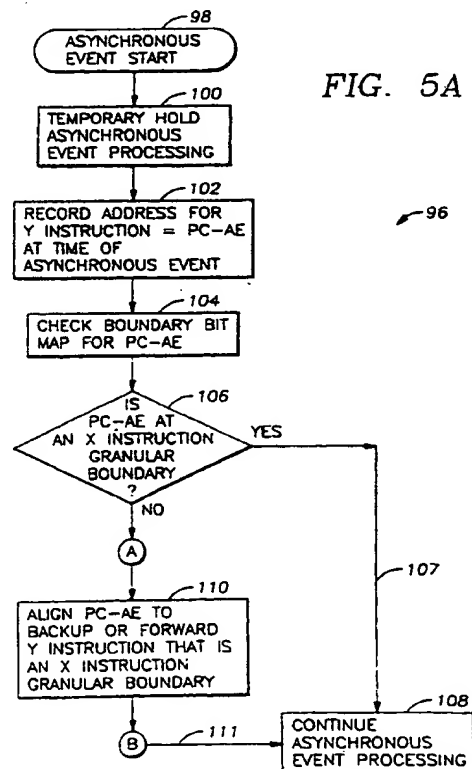 98
ASYNCHRONOUS
EVENT START
FIG. 5A
100
TEMPORARY HOLD
ASYNCHRONOUS
EVENT PROCESSING
102
RECORD ADDRESS FOR
Y INSTRUCTION = PC-AE
AT TIME OF
ASYNCHRONOUS EVENT
96
104
CHECK BOUNDARY BIT
MAP FOR PC-AE
106
IS
PC-AE AT
AN X INSTRUCTION
GRANULAR
BOUNDARY
?
YES
NO
A
107
110
ALIGN PC-AE TO
BACKUP OR FORWARD
Y INSTRUCTION THAT IS
AN X INSTRUCTION
GRANULAR BOUNDARY
108
B
111
CONTINUE
ASYNCHRONOUS
EVENT PROCESSING